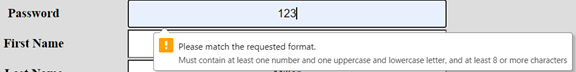 Password 123
Please match the requested format.
First Name
Must contain at least one number and one uppercase and lowercase letter, and at least 8 or more characters